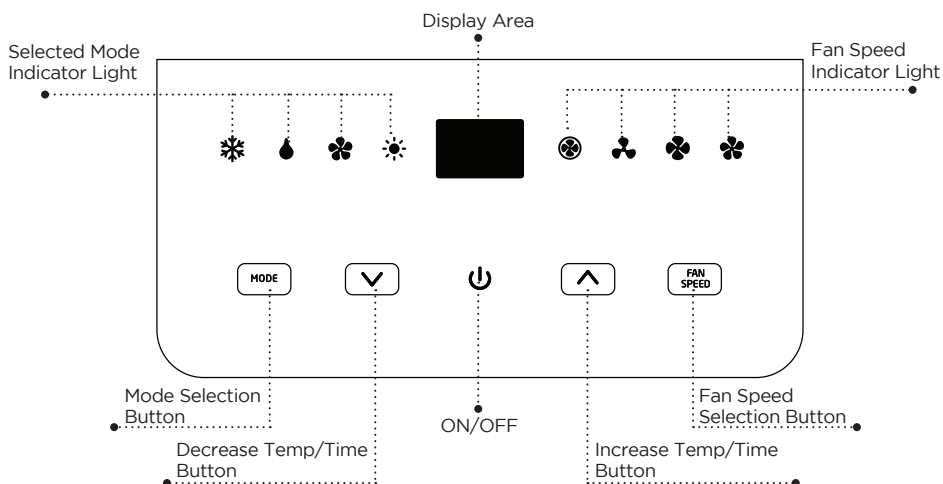 Display Area
Selected Mode
Indicator Light
Fan Speed
Indicator Light
MODE
FAN
SPEED
Mode Selection
Button
Decrease Temp/Time
Button
ON/OFF
Increase Temp/Time
Button
Fan Speed
Selection Button